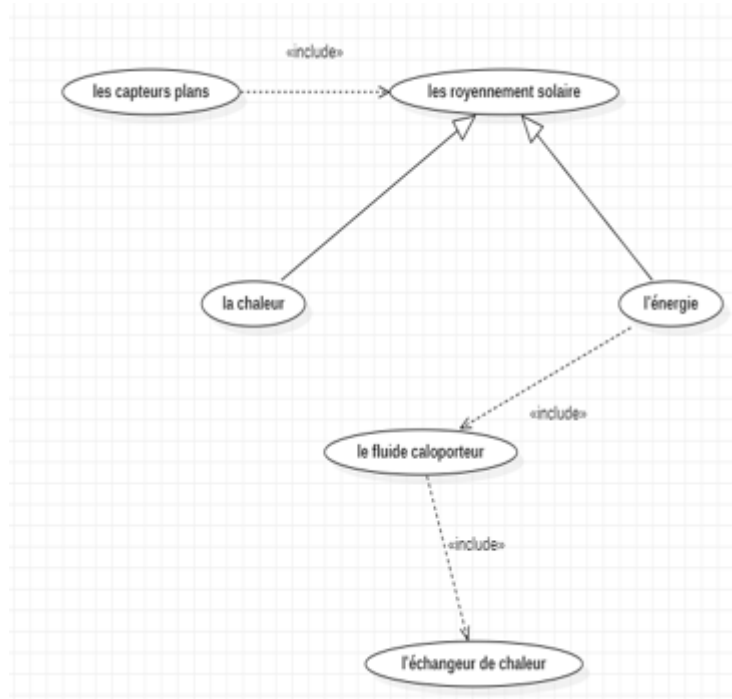 «include»
les capteurs plans
les royennement solaire
la chaleur
l'énergie
«include»
le fluide caloporteur
«include»
l'échangeur de chaleur